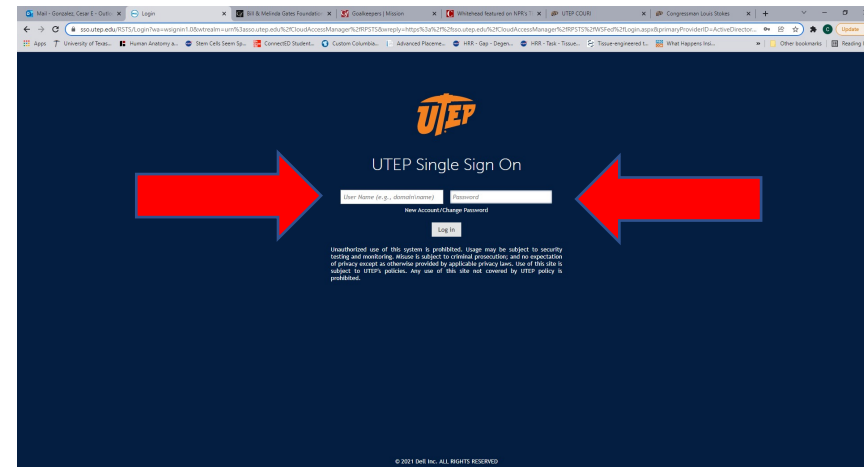 Mail - Gonzalez, Cesar E - Outlo
Login
Bill & Melinda Gates Foundatio
Goalkeepers | Mission
Whitehead featured on NPR's T
UTEP COURI
Congressman Louis Stokes
Apps
University of Texas...
Human Anatomy a...
Stem Cells Seem Sp...
ConnectED Student...
Custom Columbia...
Advanced Placeme...
HRR - Gap - Degen...
HRR - Task - Tissue...
Tissue-engineered t...
What Happens Insi...
»
Other bookmarks
Reading l
Update
UTEP
UTEP Single Sign On
User Name (e.g., domain\name)
Password
New Account/Change Password
Log In
Unauthorized use of this system is prohibited. Usage may be subject to security
testing and monitoring. Misuse is subject to criminal prosecution; and no expectation
of privacy except as otherwise provided by applicable privacy laws. Use of this site is
subject to UTEP's policies. Any use of this site not covered by UTEP policy is
prohibited.
© 2021 Dell Inc. ALL RIGHTS RESERVED